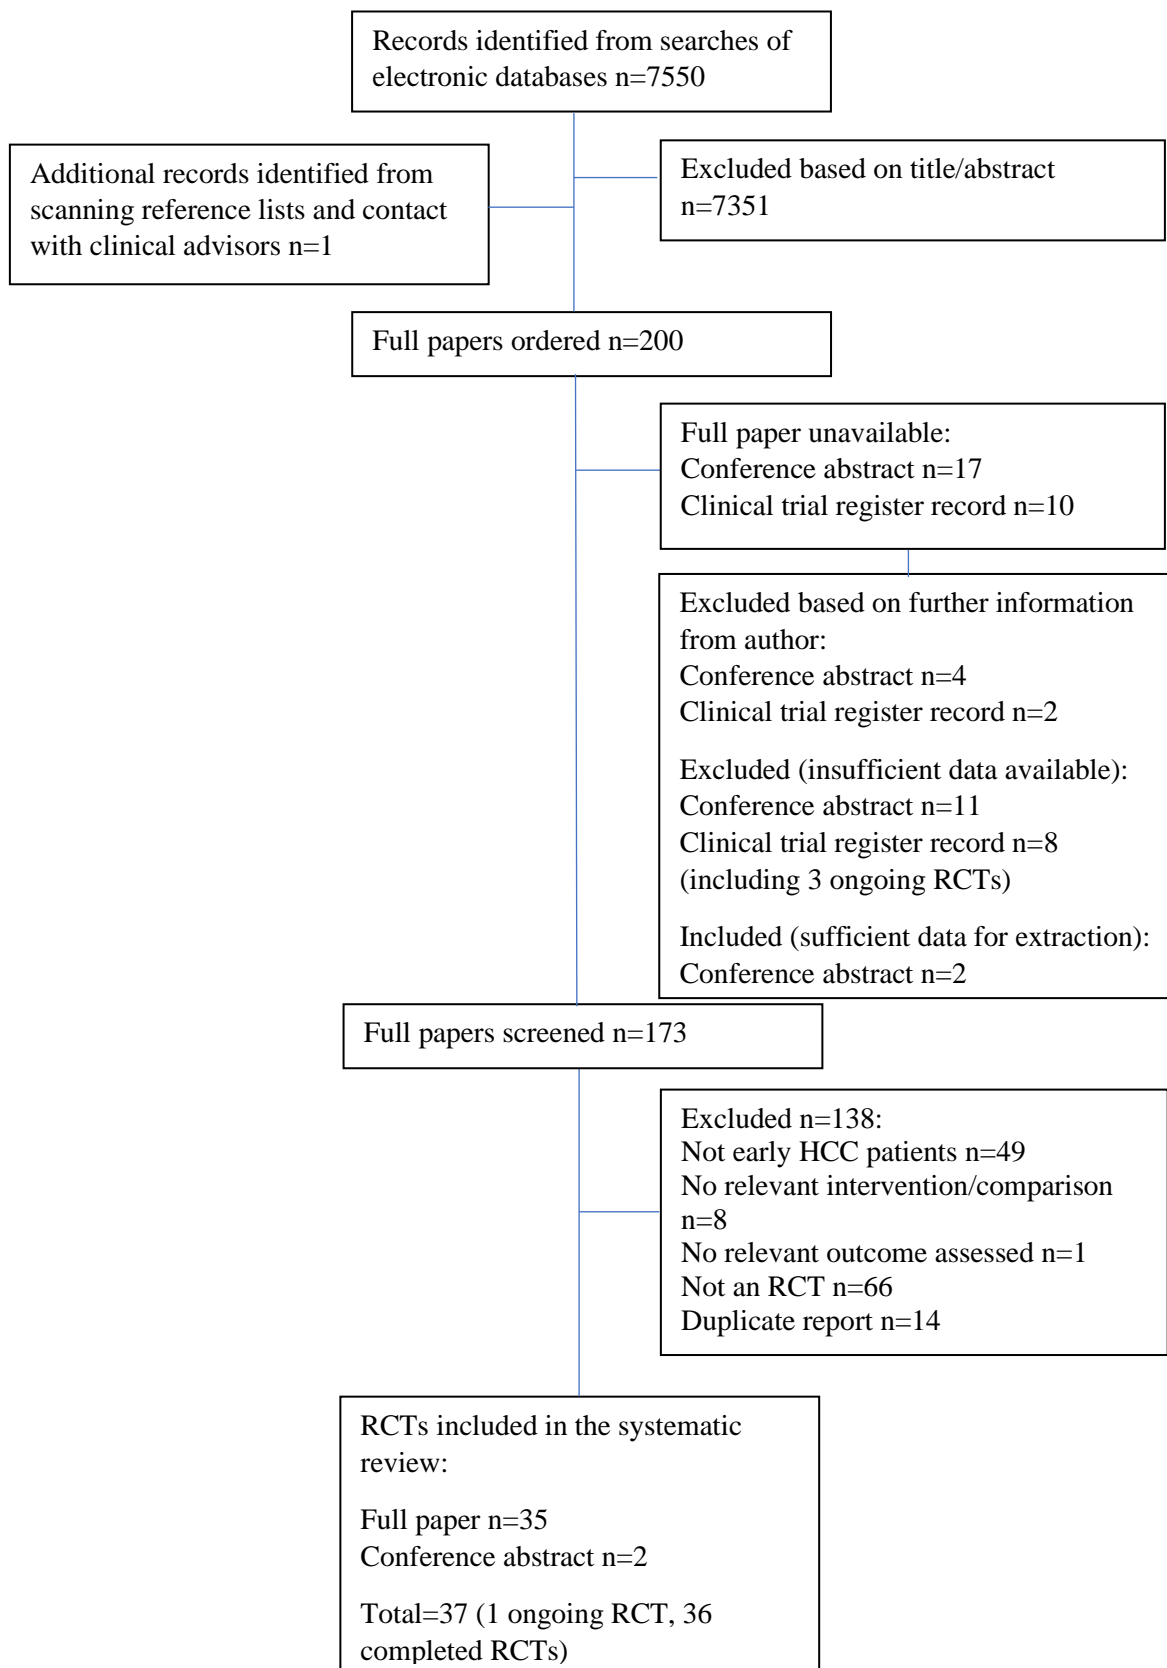 Records identified from searches of
electronic databases n=7550
Additional records identified from
scanning reference lists and contact
with clinical advisors n=1
Excluded based on title/abstract
n=7351
Full papers ordered n=200
Full paper unavailable:
Conference abstract n=17
Clinical trial register record n=10
Excluded based on further information
from author:
Conference abstract n=4
Clinical trial register record n=2
Excluded (insufficient data available):
Conference abstract n=11
Clinical trial register record n=8
(including 3 ongoing RCTs)
Included (sufficient data for extraction):
Conference abstract n=2
Full papers screened n=173
Excluded n=138:
Not early HCC patients n=49
No relevant intervention/comparison
n=8
No relevant outcome assessed n=1
Not an RCT n=66
Duplicate report n=14
RCTs included in the systematic
review:
Full paper n=35
Conference abstract n=2
Total=37 (1 ongoing RCT, 36
completed RCTs)